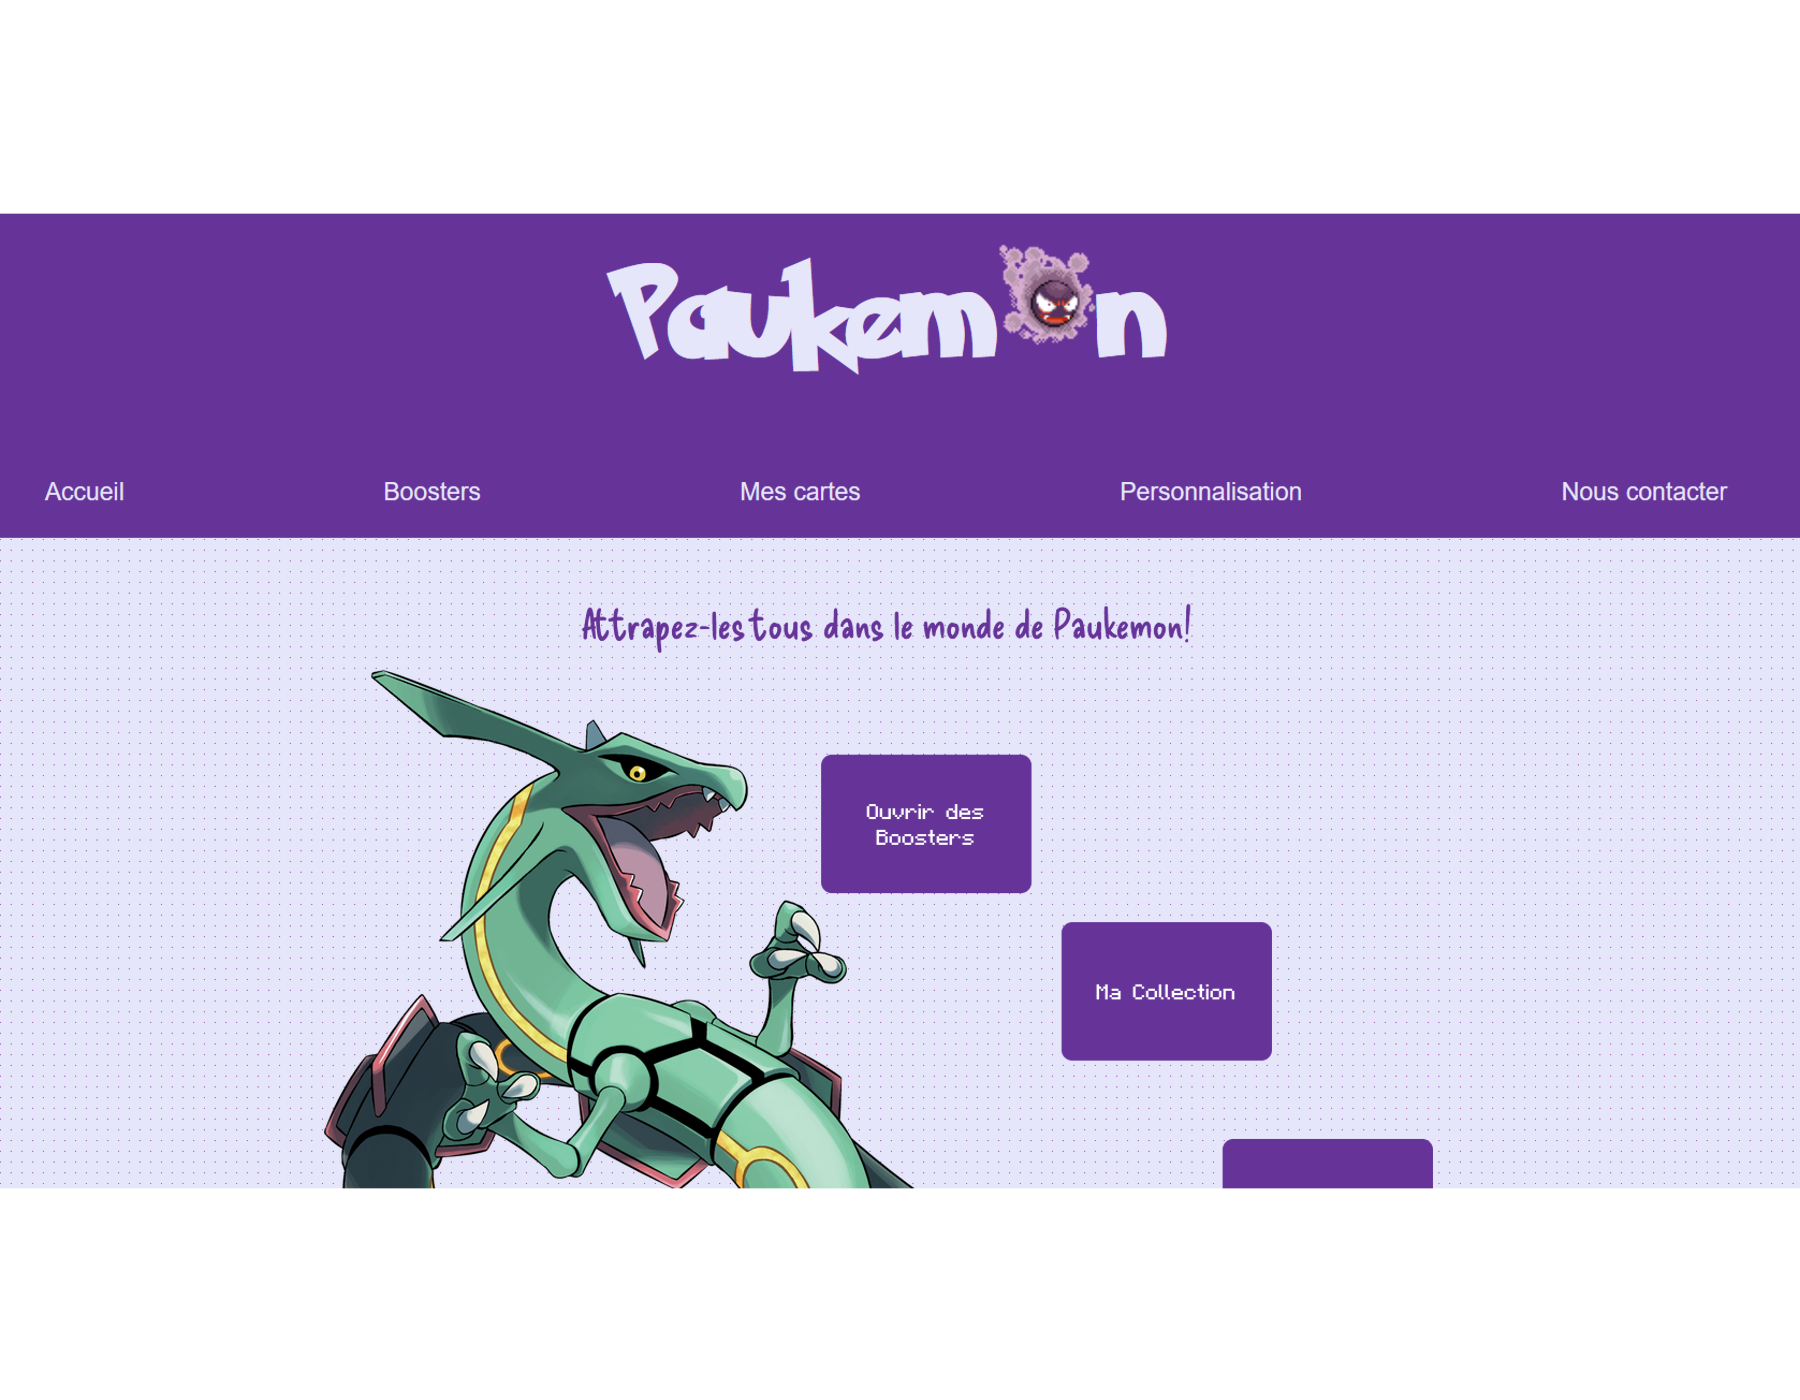 Paukemon
Accueil
Boosters
Mes cartes
Personnalisation
Nous contacter
Attrapez-les tous dans le monde de Paukemon!
Ouvrir des
Boosters
Ma Collection